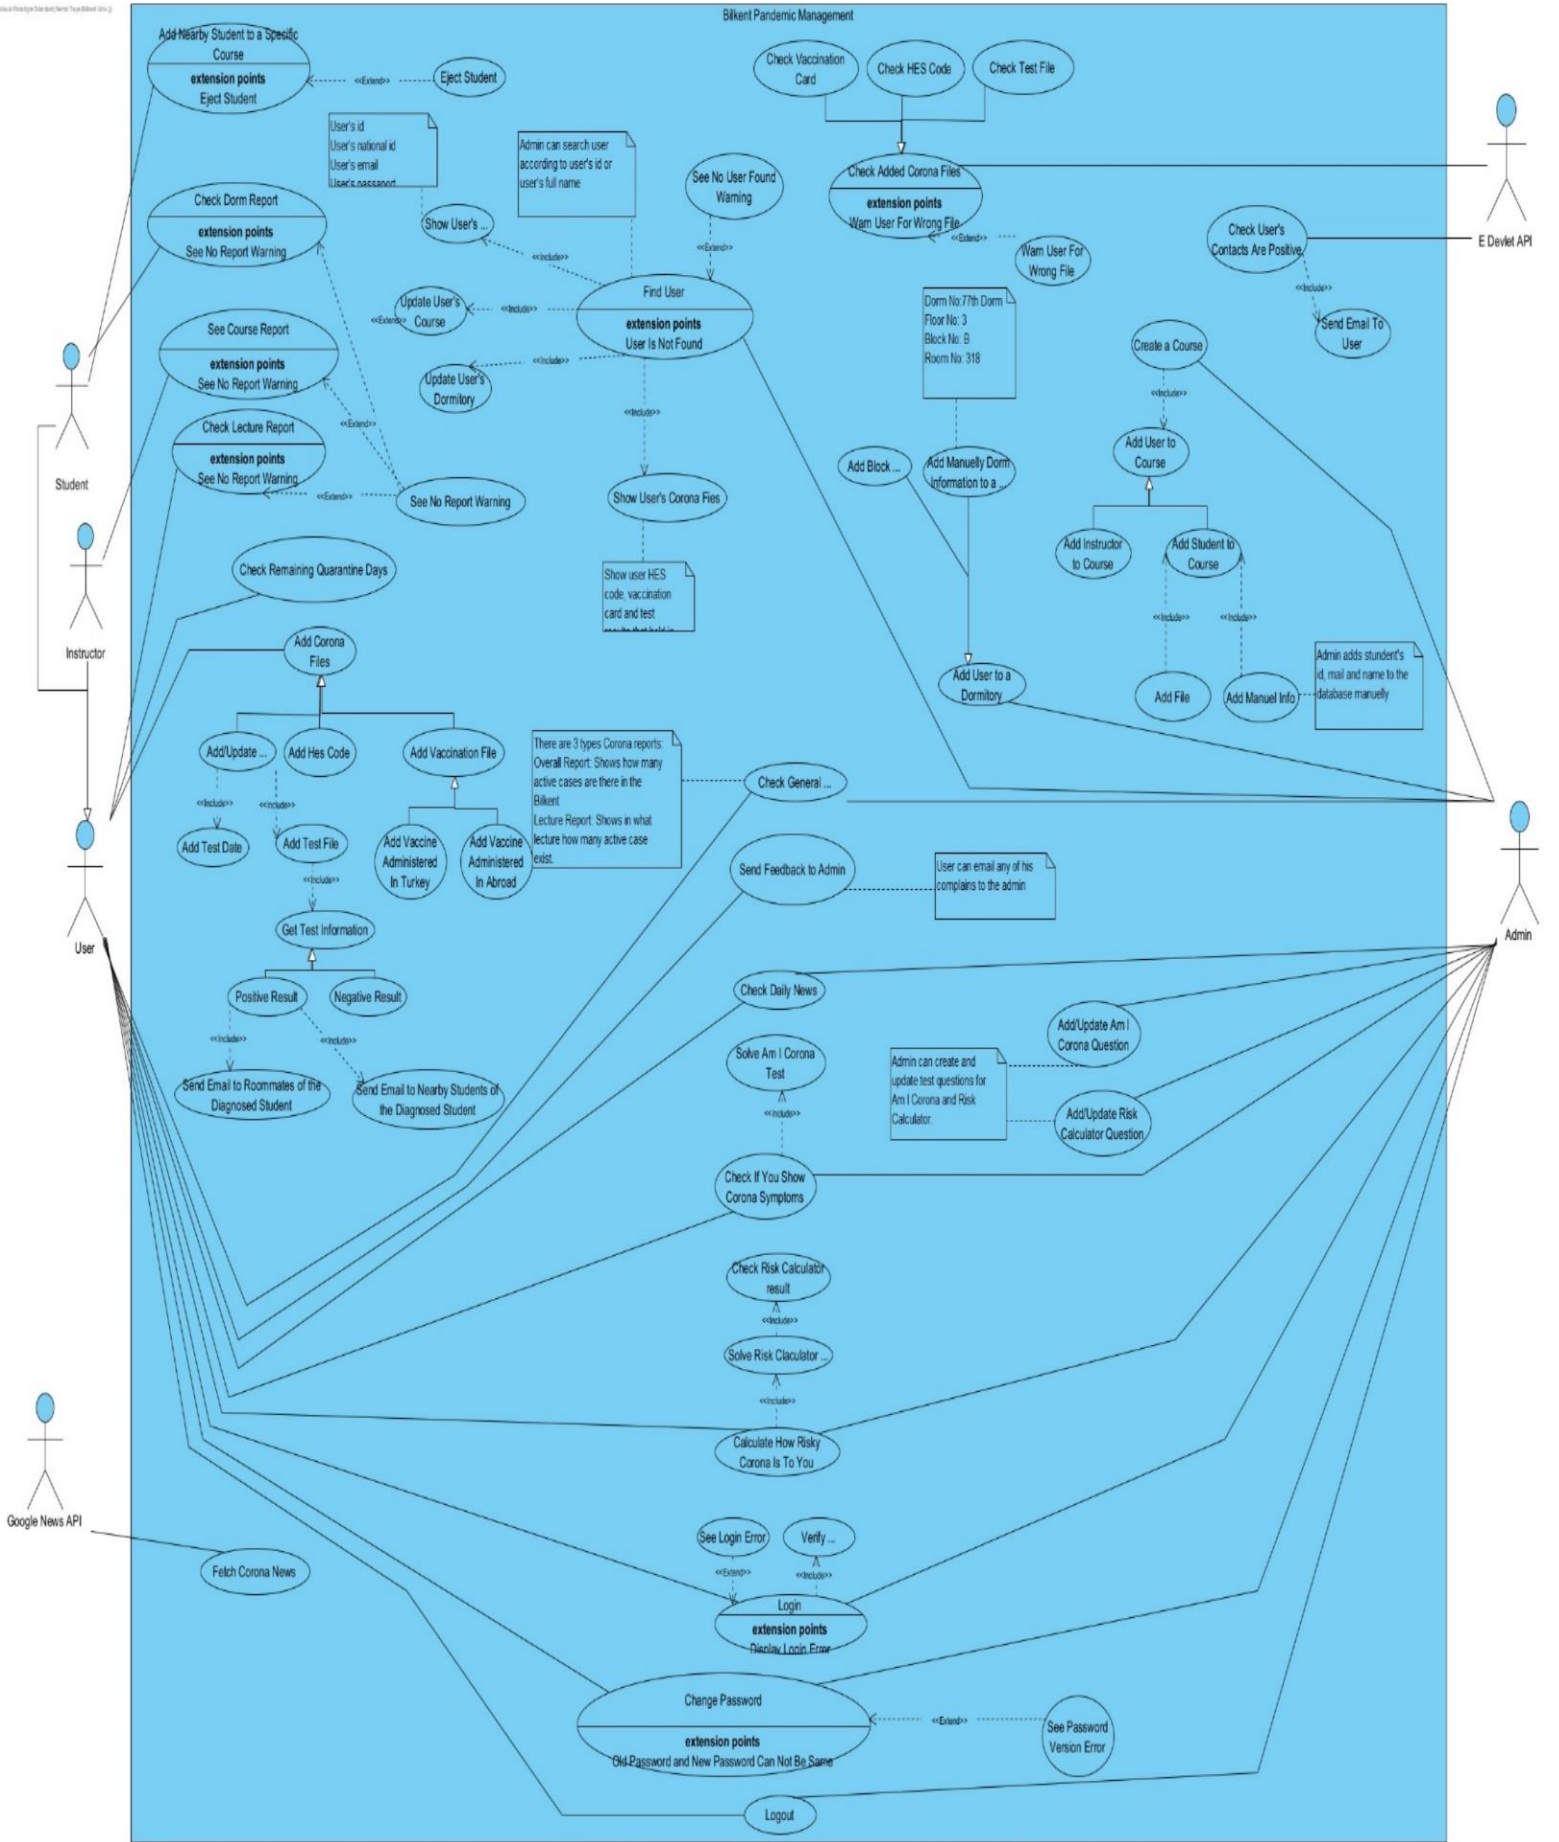 Bilkent Pandemic Management
Add Nearby Student to a Specific
Course
extension points
Eject Student
<<Extend>>
Eject Student
Check Vaccination
Card
Check HES Code
Check Test File
User's id
User's national id
User's email
User's passport
Admin can search user
according to user's id or
user's full name
See No User Found
Warning
Check Added Corona Files
extension points
Warn User For Wrong File
<<Extend>>
Warn User For
Wrong File
E Devlet API
Check User's
Contacts Are Positive
<<Include>>
Send Email To
User
Check Dorm Report
extension points
See No Report Warning
Show User's ...
<<Include>>
<<Extend>>
Find User
extension points
User Is Not Found
Update User's
Course
<<Include>>
<<Extend>>
Update User's
Dormitory
<<Include>>
<<Include>>
Dorm No:77th Dorm
Floor No: 3
Block No: B
Room No: 318
Create a Course
<<Include>>
Add User to
Course
See Course Report
extension points
See No Report Warning
Student
Check Lecture Report
extension points
See No Report Warning
<<Extend>>
<<Extend>>
See No Report Warning
Show User's Corona Fies
Add Block ...
Add Manuelly Dorm
Information to a ...
Add Instructor
to Course
Add Student to
Course
<<Include>>
<<Include>>
Instructor
Check Remaining Quarantine Days
Show user HES
code, vaccination
card and test
Add User to a
Dormitory
Add File
Add Manuel Info
Admin adds stundent's
id, mail and name to the
database manuelly
Add Corona
Files
Add/Update ...
Add Hes Code
Add Vaccination File
<<Include>>
<<Include>>
Add Test Date
Add Test File
Add Vaccine
Administered
In Turkey
Add Vaccine
Administered
In Abroad
There are 3 types Corona reports:
Overall Report: Shows how many
active cases are there in the
Bilkent
Lecture Report: Shows in what
lecture how many active case
exist.
Check General ...
Send Feedback to Admin
User can email any of his
complains to the admin
User
Admin
<<Include>>
Get Test Information
Positive Result
Negative Result
<<Include>>
<<Include>>
Send Email to Roommates of the
Diagnosed Student
Send Email to Nearby Students of
the Diagnosed Student
Check Daily News
Solve Am I Corona
Test
<<Include>>
Add/Update Am I
Corona Question
Admin can create and
update test questions for
Am I Corona and Risk
Calculator.
Add/Update Risk
Calculator Question
Check If You Show
Corona Symptoms
Check Risk Calculator
result
<<Include>>
Solve Risk Claculator ...
<<Include>>
Calculate How Risky
Corona Is To You
Google News API
Fetch Corona News
See Login Error
Verify ...
<<Extend>>
<<Include>>
Login
extension points
Display Login Error
Change Password
extension points
Old Password and New Password Can Not Be Same
<<Extend>>
See Password
Version Error
Logout